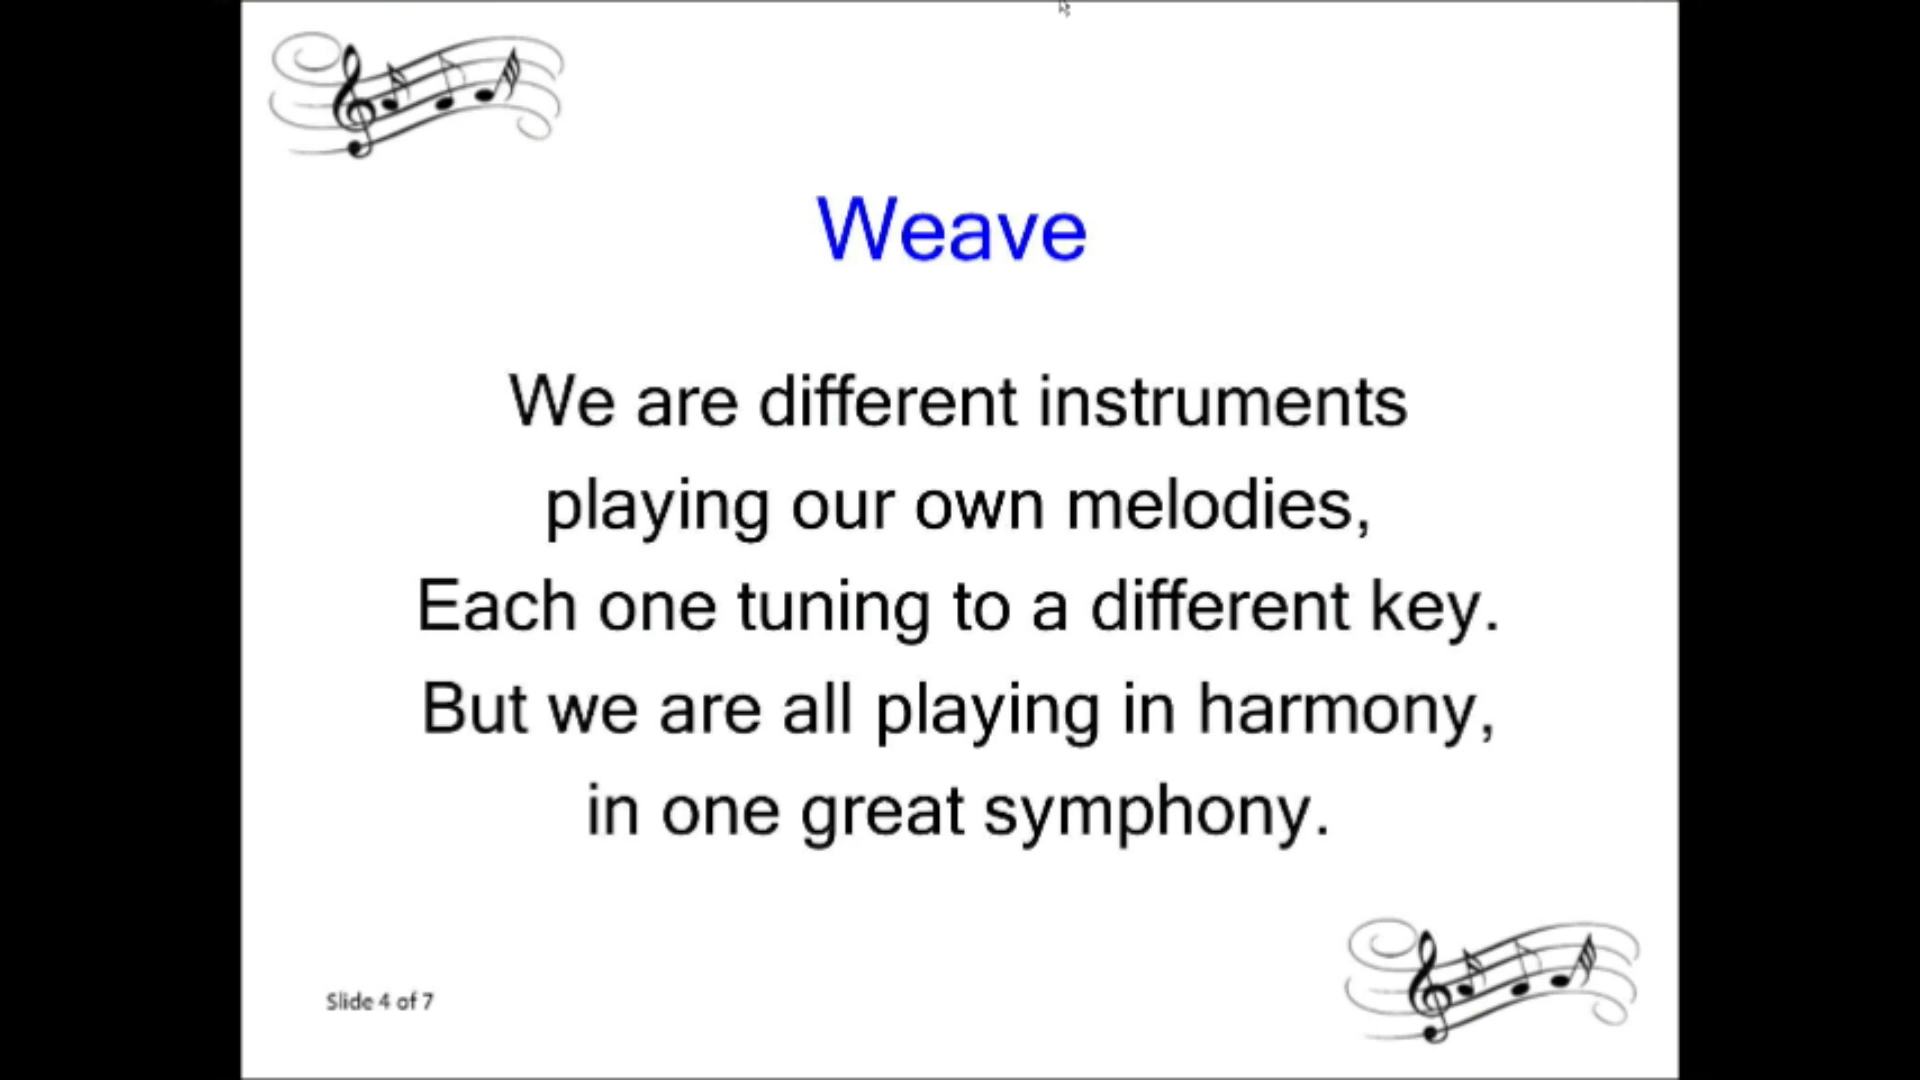 Weave
We are different instruments
playing our own melodies,
Each one tuning to a different key.
But we are all playing in harmony,
in one great symphony.
Slide 4 of 7